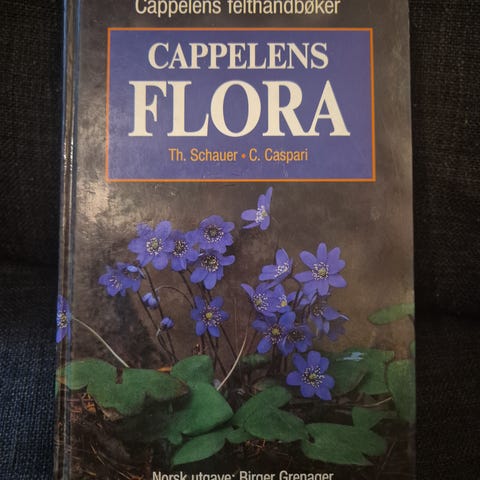 Cappelens felthåndbøker
CAPPELENS
FLORA
Th. Schauer • C. Caspari
Norsk utgave: Birger Grenager